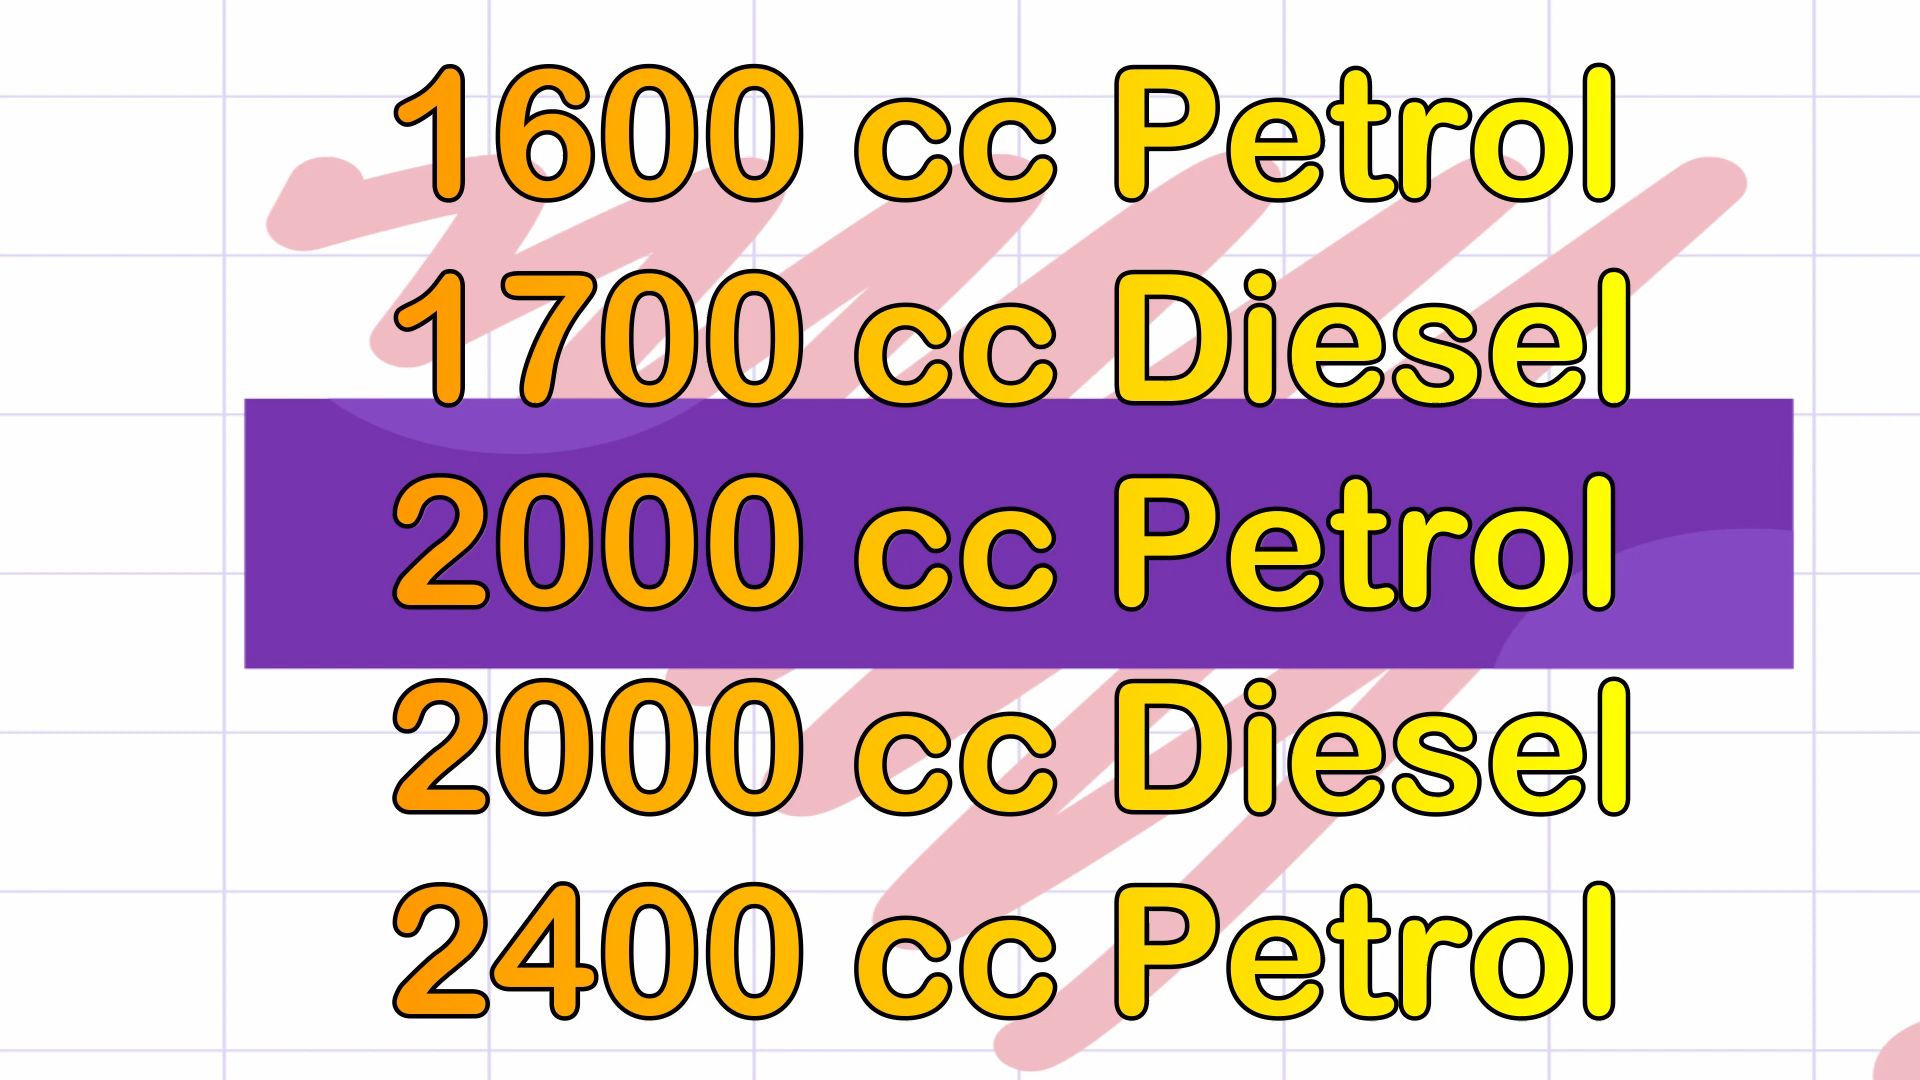 1600 cc Petrol
1700 cc Diesel
2000 cc Petrol
2000 cc Diesel
2400 cc Petrol